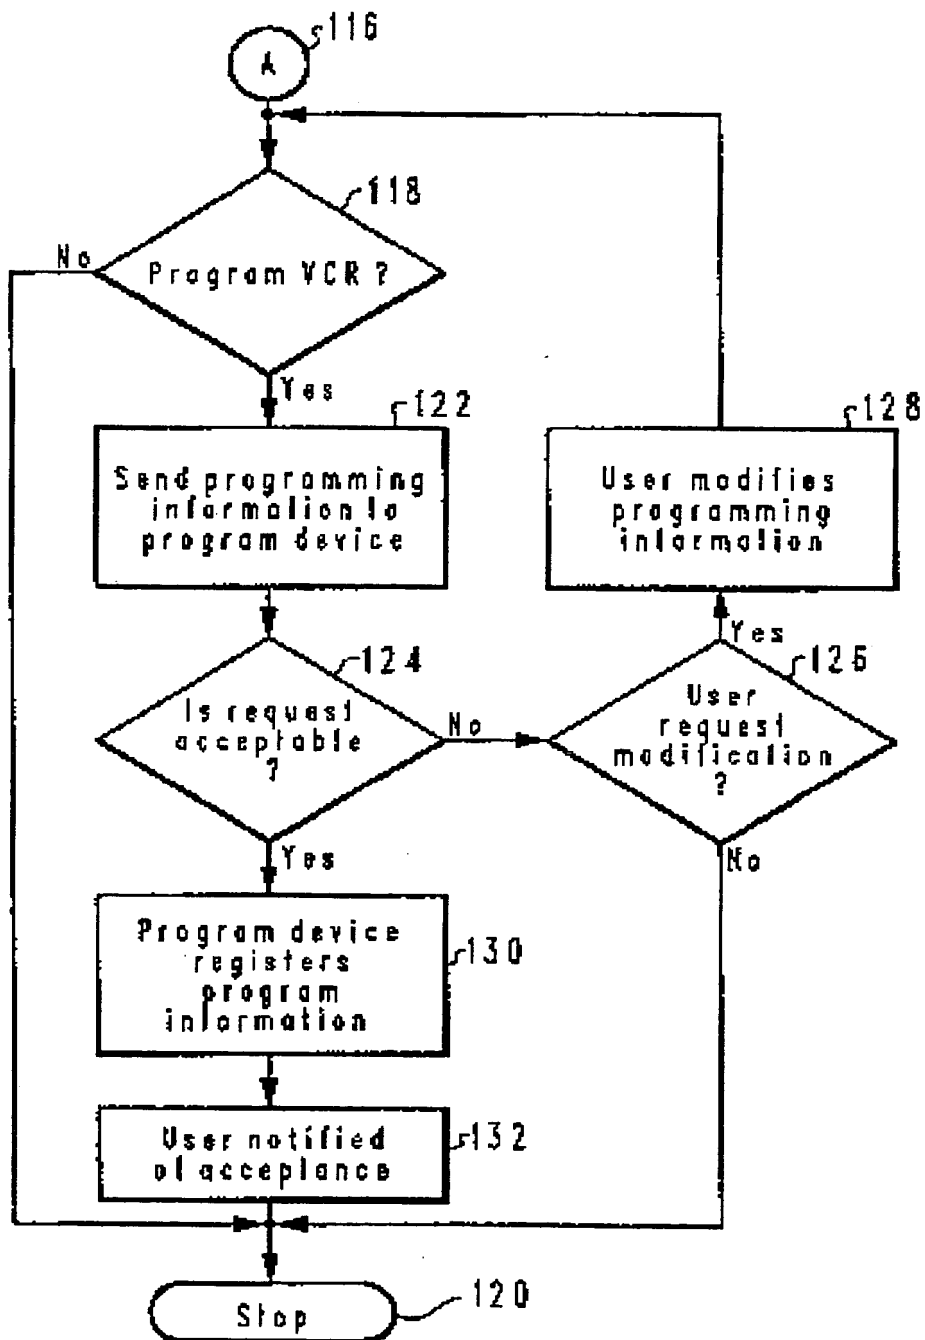 116
A
118
No
Program VCR ?
Yes
122
Send programming
information to
program device
128
User modifies
programming
information
Yes
124
Is request
acceptable
?
No
126
User
request
modification
?
Yes
No
Program device
registers
program
information
130
User notified
of acceptance
132
Stop
120